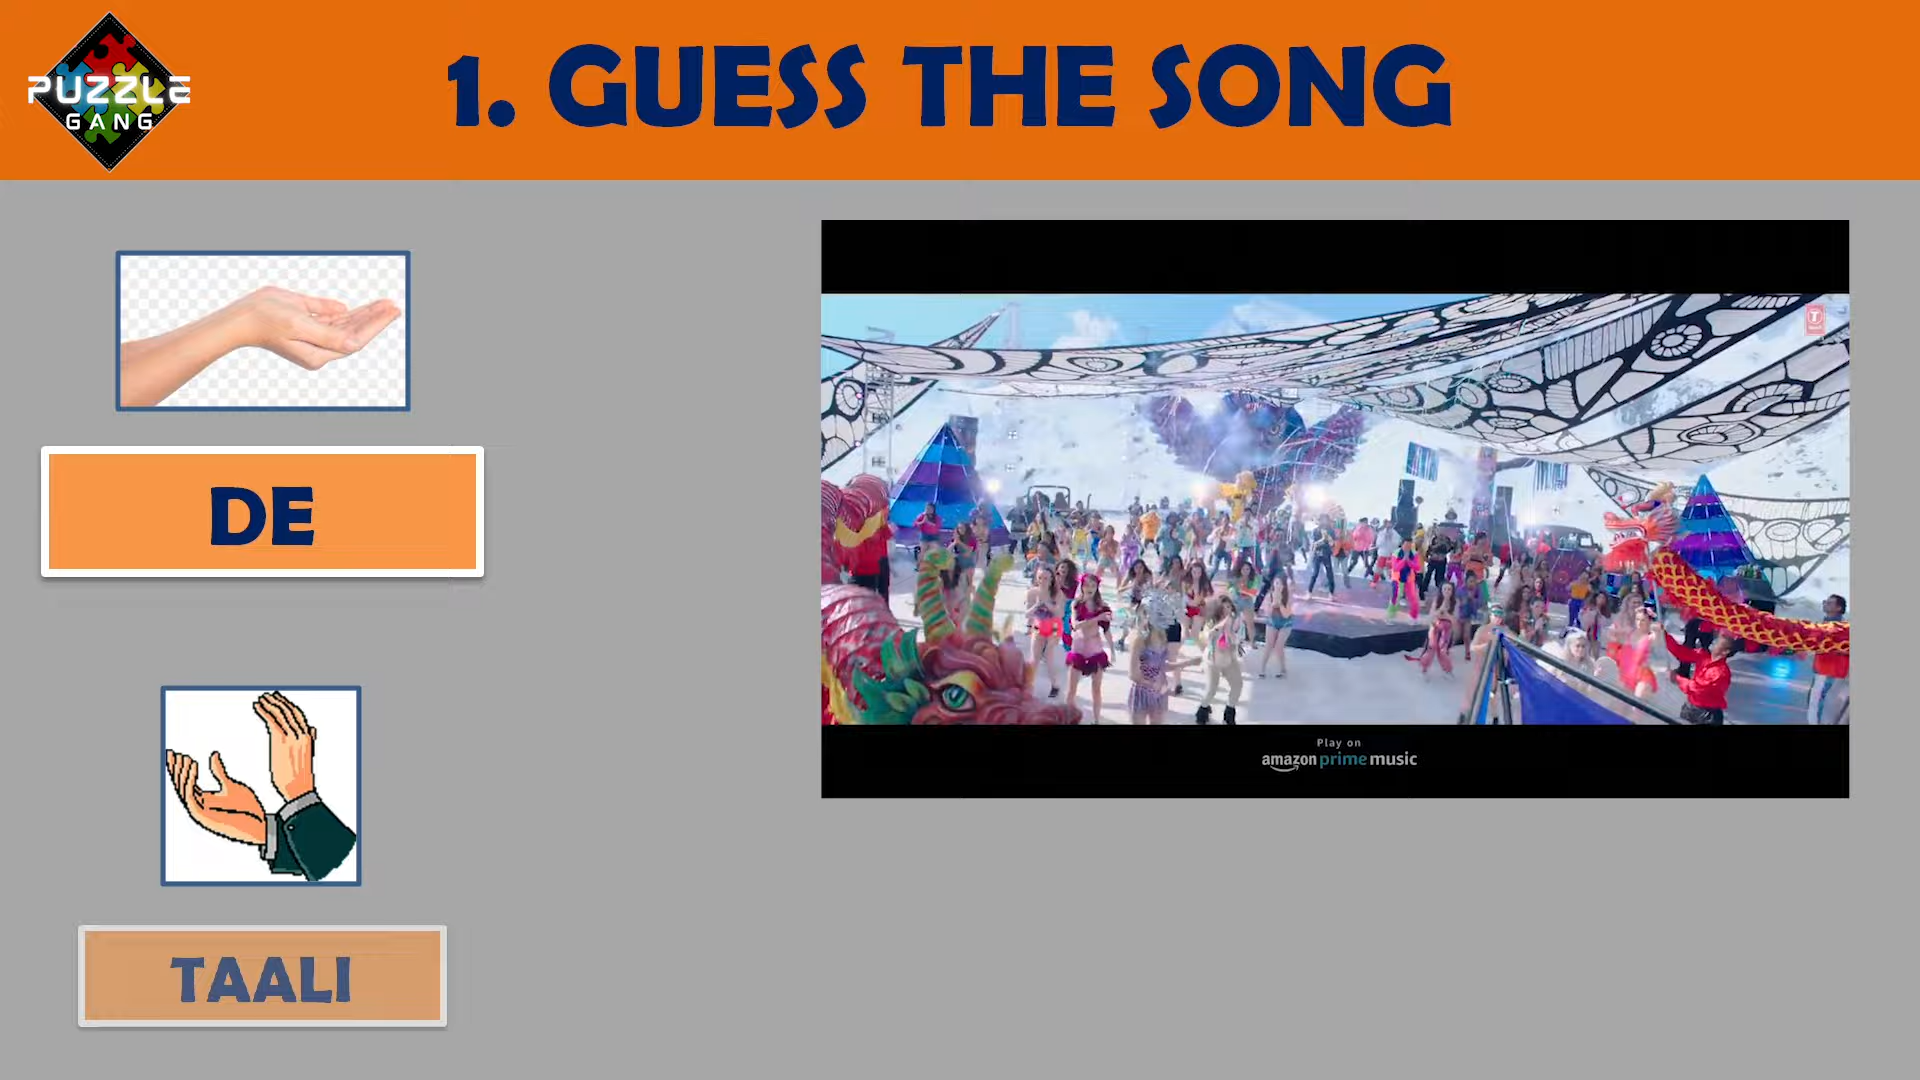 PUZZLE
GANG
1. GUESS THE SONG
DE
TAALI
Play on
amazon prime music